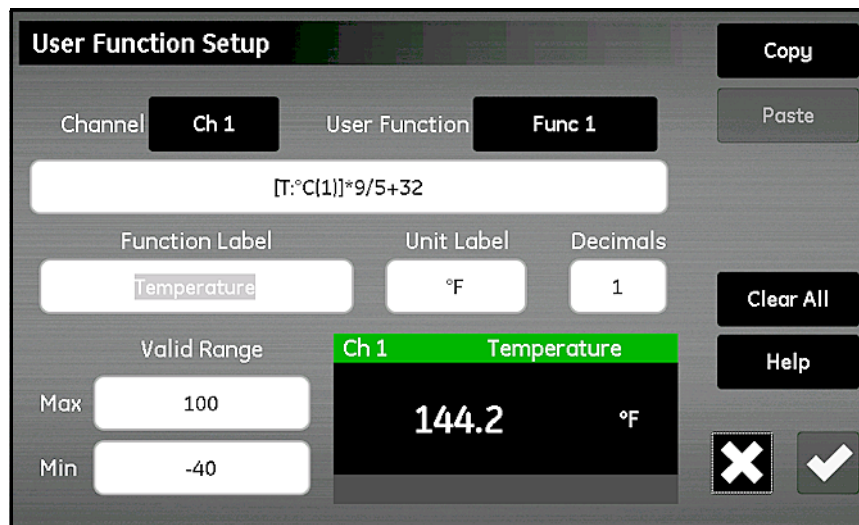 User Function Setup
Copy
Channel Ch 1 User Function Func 1
Paste
[T:°C(1)]*9/5+32
Function Label Unit Label Decimals
Temperature °F 1
Clear All
Valid Range
Ch 1 Temperature
Help
Max 100
144.2 °F
Min -40